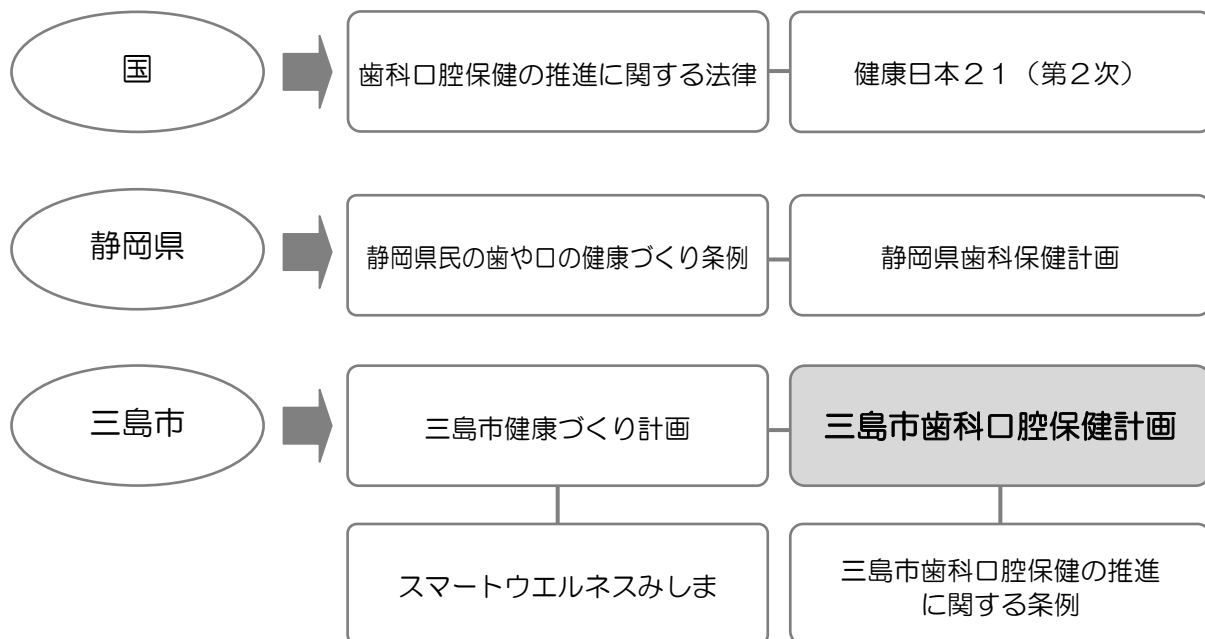 国
歯科口腔保健の推進に関する法律
健康日本２１（第２次）
静岡県
静岡県民の歯や口の健康づくり条例
静岡県歯科保健計画
三島市
三島市健康づくり計画
三島市歯科口腔保健計画
スマートウエルネスみしま
三島市歯科口腔保健の推進
に関する条例